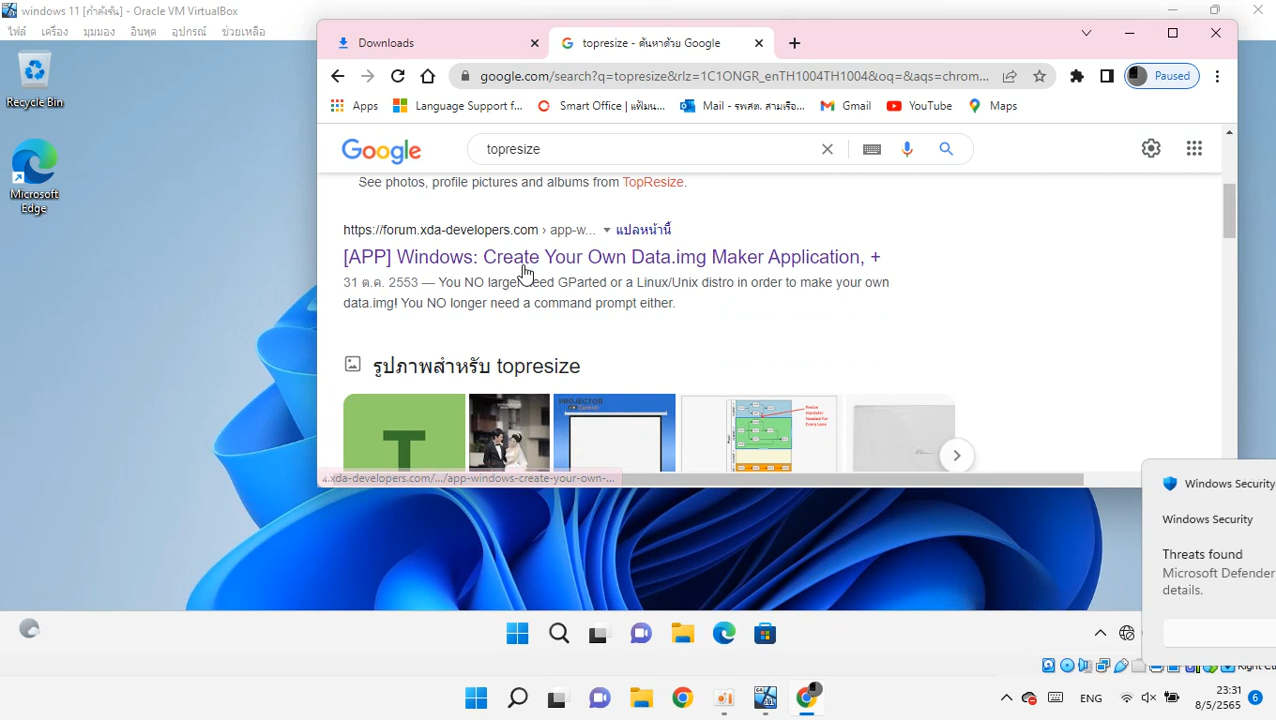 windows 11 [กำลังรัน] - Oracle VM VirtualBox
ไฟล์ เครื่อง มุมมอง อินพุต อุปกรณ์ ช่วยเหลือ
Recycle Bin
Microsoft
Edge
Downloads
topresize - ค้นหาด้วย Google
google.com/search?q=topresize&rlz=1C1ONGR_enTH1004TH1004&oq=&aqs=chrom...
Paused
Apps
Language Support f...
Smart Office | แฟ้มน...
Mail - รพสต. สามเรือ...
Gmail
YouTube
Maps
Google
topresize
See photos, profile pictures and albums from TopResize.
https://forum.xda-developers.com › app-w... แปลหน้านี้
[APP] Windows: Create Your Own Data.img Maker Application, +
31 ต.ค. 2553 — You NO larger need GParted or a Linux/Unix distro in order to make your own
data.img! You NO longer need a command prompt either.
รูปภาพสำหรับ topresize
PROJECTOR
T
.xda-developers.com/.../app-windows-create-your-own-...
Windows Security
Windows Security
Threats found
Microsoft Defender
details.
Right Ct
ENG
23:31
8/5/2565
6